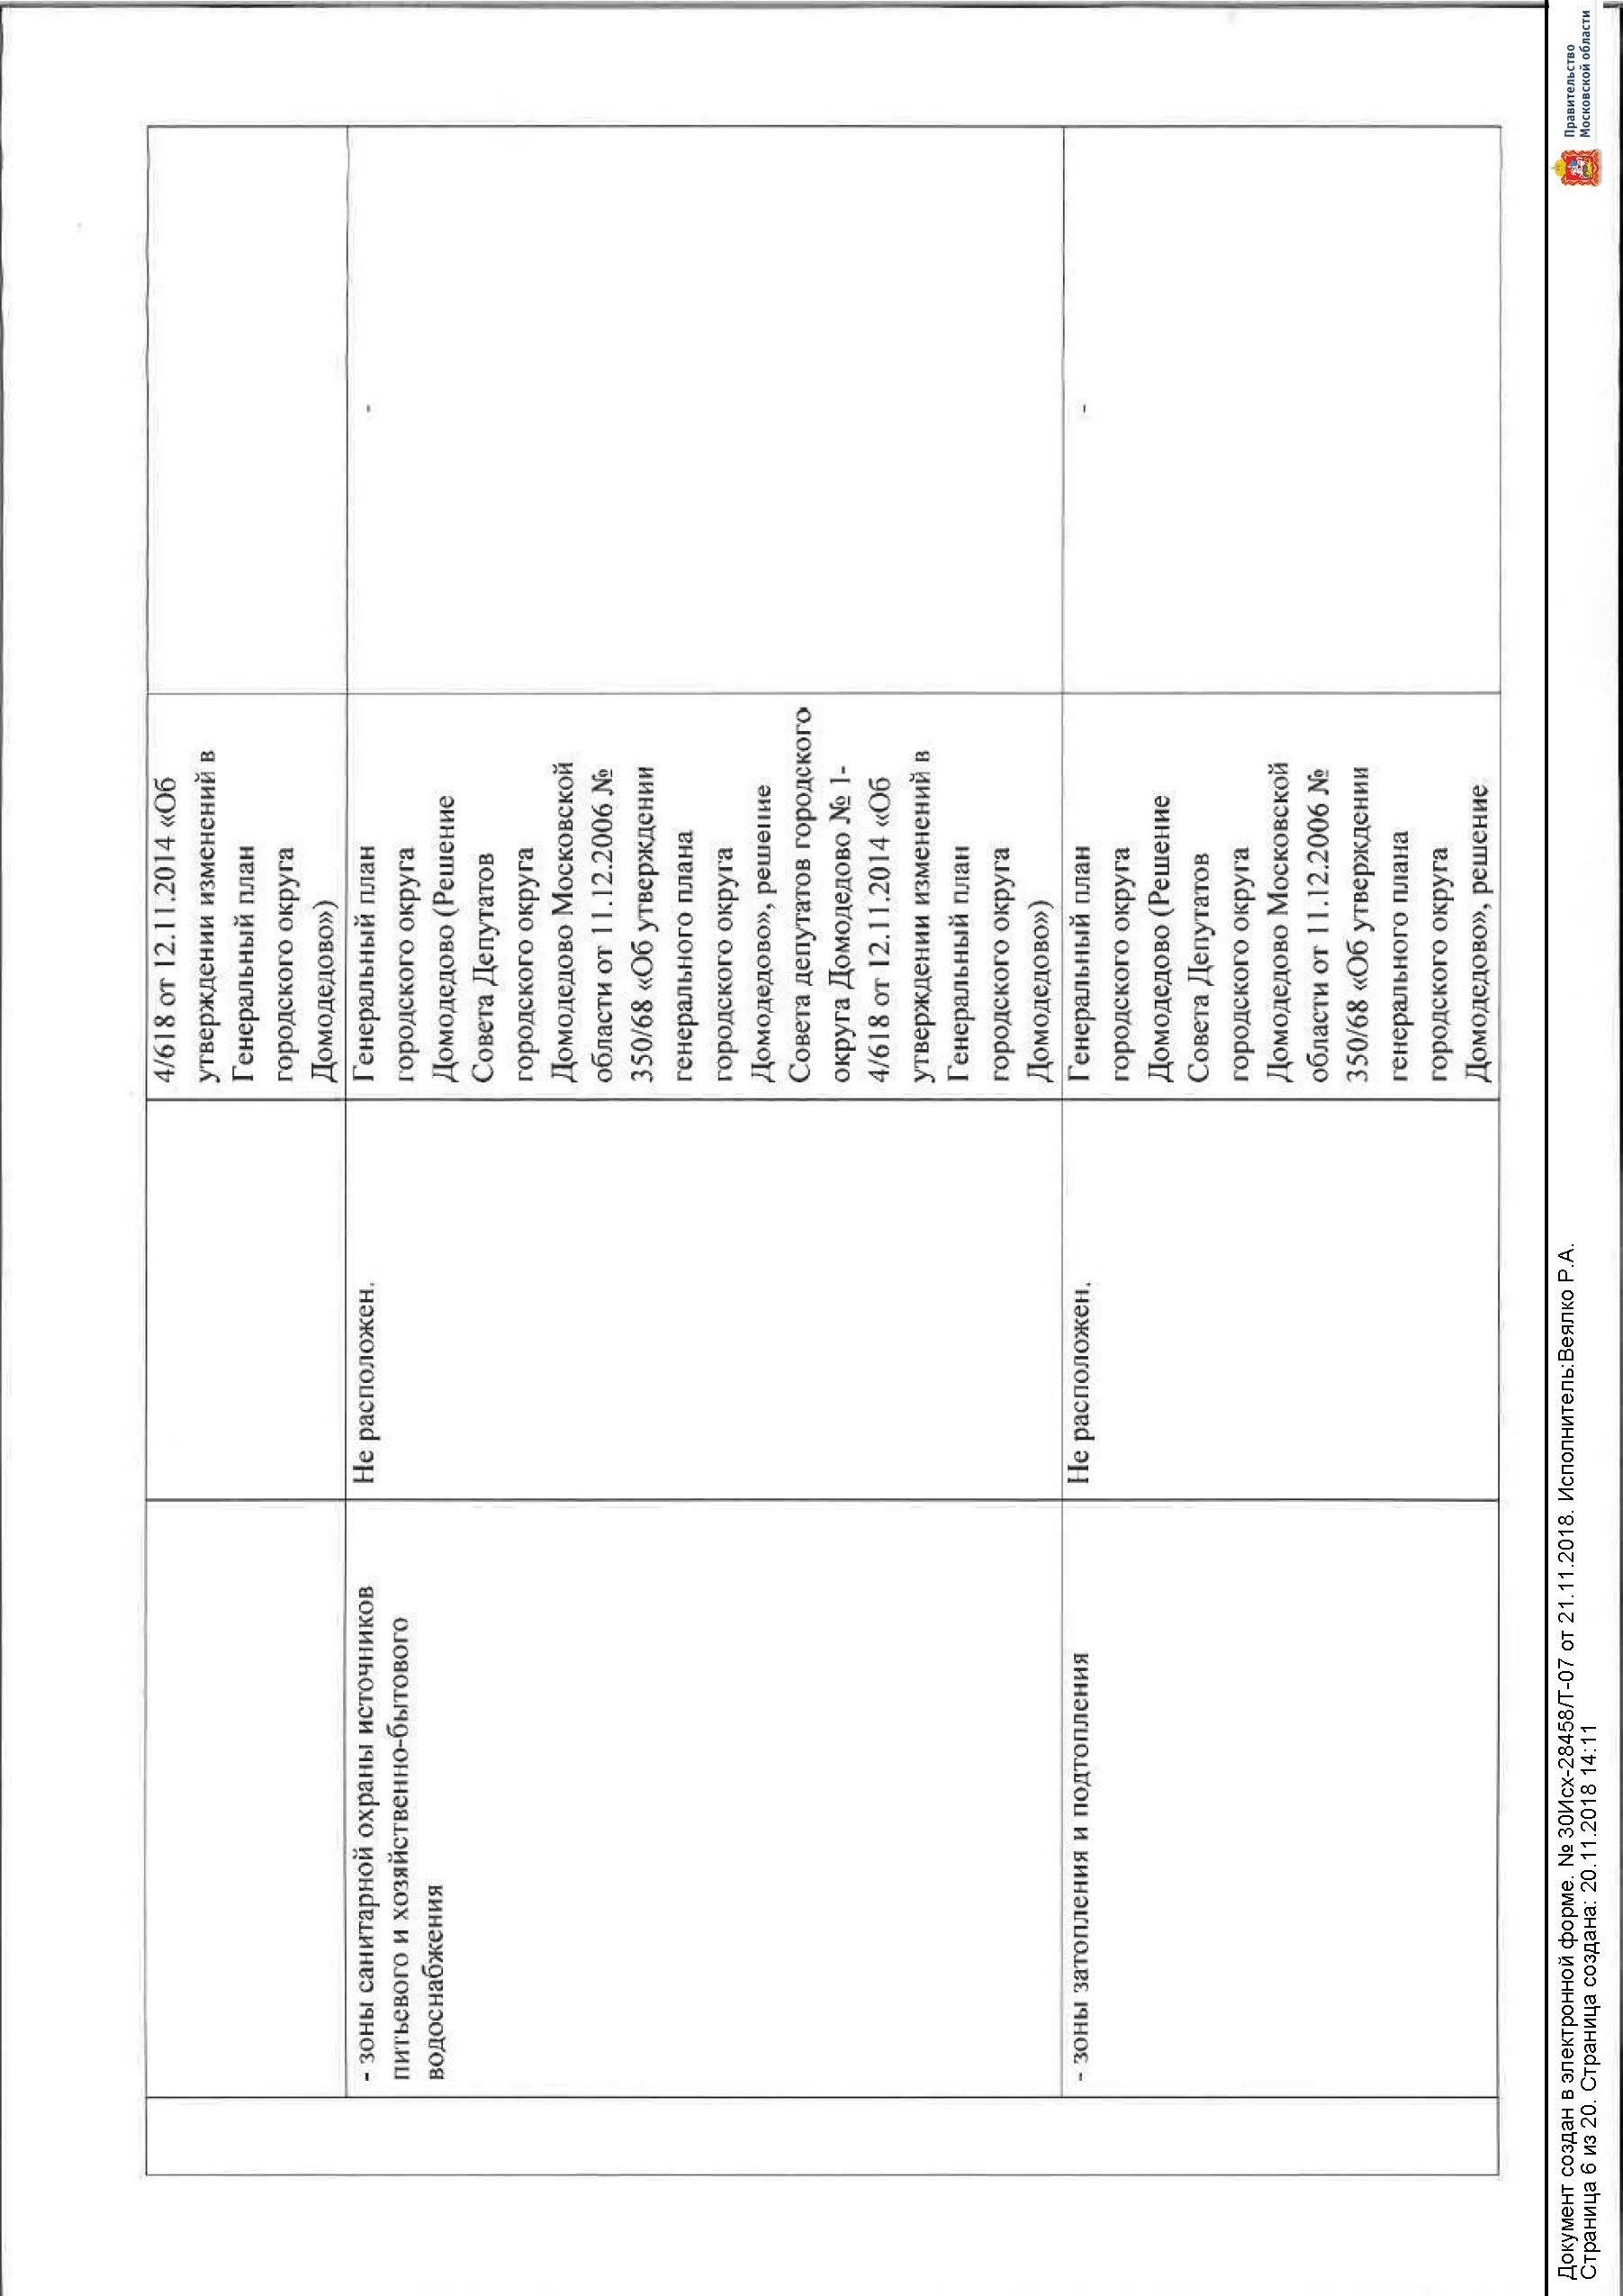 4/618 от 12.11.2014 «Об
утверждении изменений в
Генеральный план
городского округа
Домодедово»)
- зоны санитарной охраны источников
питьевого и хозяйственно-бытового
водоснабжения
Не расположен.
Генеральный план
городского округа
Домодедово (Решение
Совета Депутатов
городского округа
Домодедово Московской
области от 11.12.2006 №
350/68 «Об утверждении
генерального плана
городского округа
Домодедово», решение
Совета депутатов городского
округа Домодедово № 1-
4/618 от 12.11.2014 «Об
утверждении изменений в
Генеральный план
городского округа
Домодедово»)
-
- зоны затопления и подтопления
Не расположен.
Генеральный план
городского округа
Домодедово (Решение
Совета Депутатов
городского округа
Домодедово Московской
области от 11.12.2006 №
350/68 «Об утверждении
генерального плана
городского округа
Домодедово», решение
-
Документ создан в электронной форме. № 30Исх-28458/Т-07 от 21.11.2018. Исполнитель:Веялко Р.А.
Страница 6 из 20. Страница создана: 20.11.2018 14:11
Правительство
Московской области